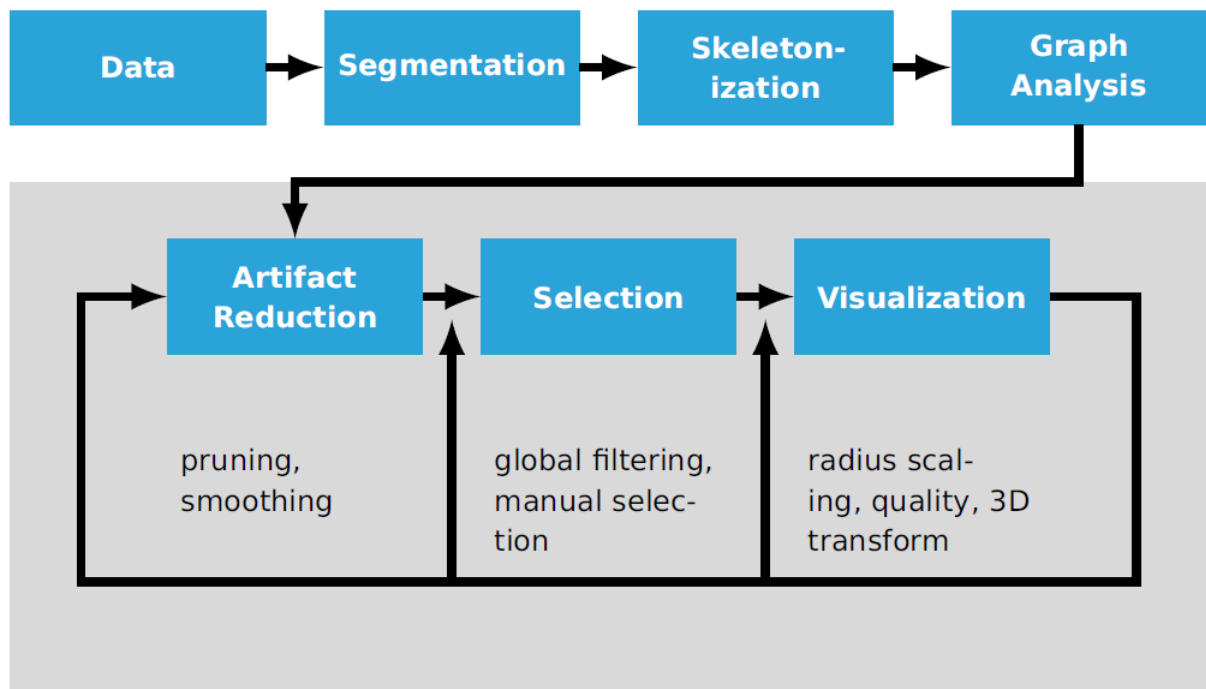 Data
Segmentation
Skeleton-
ization
Graph
Analysis
Artifact
Reduction
Selection
Visualization
pruning,
smoothing
global filtering,
manual selec-
tion
radius scal-
ing, quality, 3D
transform